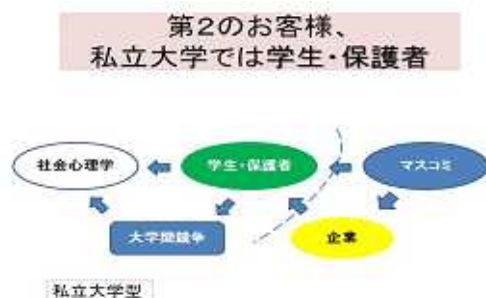 第2のお客様、
私立大学では学生・保護者
社会心理学
学生・保護者
マスコミ
大学間競争
企業
私立大学型